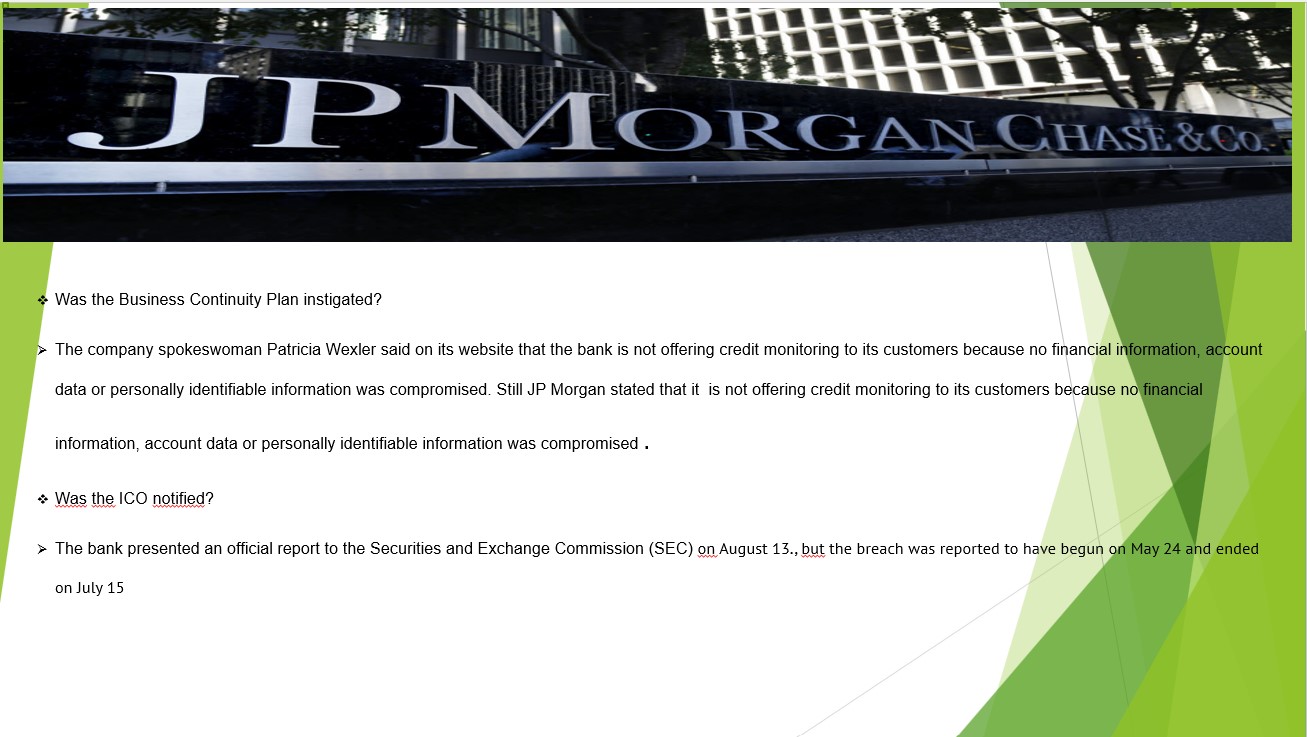 JPMORGAN CHASE & CO.
Was the Business Continuity Plan instigated?
The company spokeswoman Patricia Wexler said on its website that the bank is not offering credit monitoring to its customers because no financial information, account
data or personally identifiable information was compromised. Still JP Morgan stated that it  is not offering credit monitoring to its customers because no financial
information, account data or personally identifiable information was compromised .
Was the ICO notified?
The bank presented an official report to the Securities and Exchange Commission (SEC) on August 13., but the breach was reported to have begun on May 24 and ended
on July 15